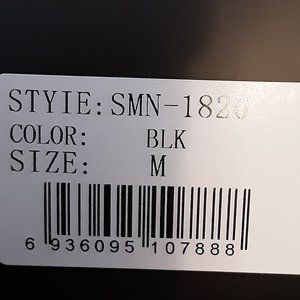 STYIE: SMN-1820
COLOR: BLK
SIZE: M
6 936095 107888